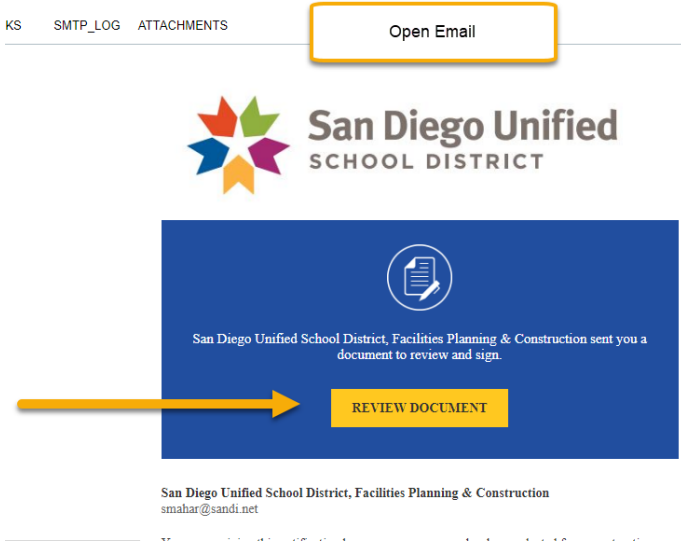 KS SMTP_LOG ATTACHMENTS
Open Email
San Diego Unified
SCHOOL DISTRICT
San Diego Unified School District, Facilities Planning & Construction sent you a
document to review and sign.
REVIEW DOCUMENT
San Diego Unified School District, Facilities Planning & Construction
smahar@sandi.net